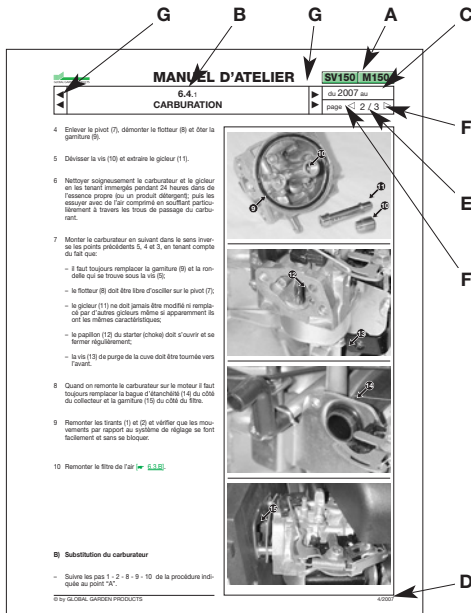 G
B
G
A
C
MANUEL D'ATELIER
SV150 M150
6.4.1
CARBURATION
du 2007 au
page 2 / 3
F
E
F
4 Enlever le pivot (7), démonter le flotteur (8) et ôter la
garniture (9).
5 Dévisser la vis (10) et extraire le gicleur (11).
6 Nettoyer soigneusement le carburateur et le gicleur
en les tenant immergés pendant 24 heures dans de
l'essence propre (ou un produit détergent); puis les
essuyer avec de l'air comprimé en soufflant particu-
lièrement à travers les trous de passage du carbu-
rant.
7 Monter le carburateur en suivant dans le sens inver-
se les points précédents 5, 4 et 3, en tenant compte
du fait que:
– il faut toujours remplacer la garniture (9) et la ron-
delle qui se trouve sous la vis (5);
– le flotteur (8) doit être libre d'osciller sur le pivot (7);
– le gicleur (11) ne doit jamais être modifié ni rempla-
cé par d'autres gicleurs même si apparemment ils
ont les mêmes caractéristiques;
– le papillon (12) du starter (choke) doit s'ouvrir et se
fermer régulièrement;
– la vis (13) de purge de la cuve doit être tournée vers
l'avant.
8 Quand on remonte le carburateur sur le moteur il faut
toujours remplacer la bague d'étanchéité (14) du côté
du collecteur et la garniture (15) du côté du filtre.
9 Remonter les tirants (1) et (2) et vérifier que les mou-
vements par rapport au système de réglage se font
facilement et sans se bloquer.
10 Remonter le filtre de l'air [☛ 6.3.B].
B) Substitution du carburateur
– Suivre les pas 1 - 2 - 8 - 9 - 10 de la procédure indi-
quée au point "A".
10
11
9
10
12
13
14
15
D
© by GLOBAL GARDEN PRODUCTS
4/2007